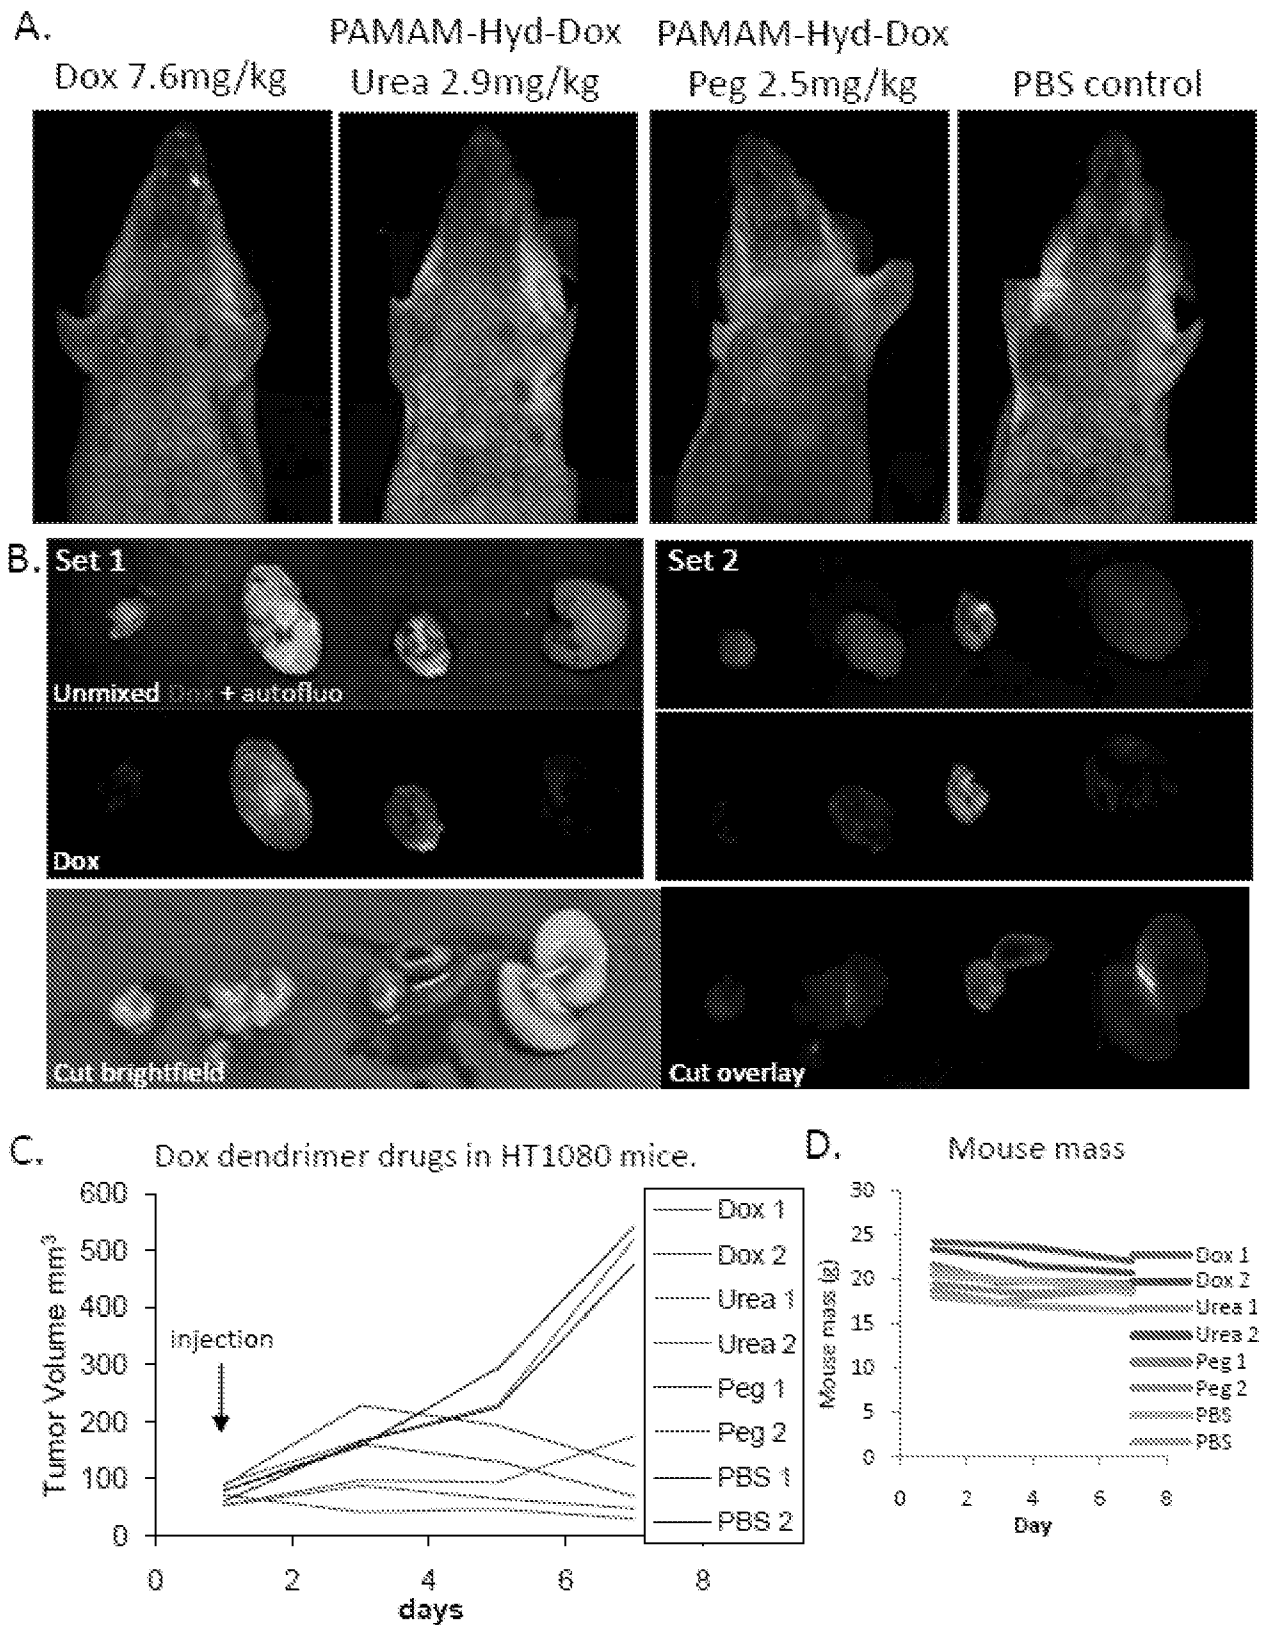 A.
PAMAM-Hyd-Dox PAMAM-Hyd-Dox
Dox 7.6mg/kg Urea 2.9mg/kg Peg 2.5mg/kg PBS control
B.
Set 1 Set 2
Unmixed Dox + autofluo
Dox
Cut brightfield Cut overlay
C.
Dox dendrimer drugs in HT1080 mice.
Tumor Volume mm³
600
500
400
300
200
100
0
injection
0 2 4 6 8
days
Dox 1
Dox 2
Urea 1
Urea 2
Peg 1
Peg 2
PBS 1
PBS 2
D.
Mouse mass
Mouse mass (g)
30
25
20
15
10
5
0
0 2 4 6 8
Day
Dox 1
Dox 2
Urea 1
Urea 2
Peg 1
Peg 2
PBS
PBS